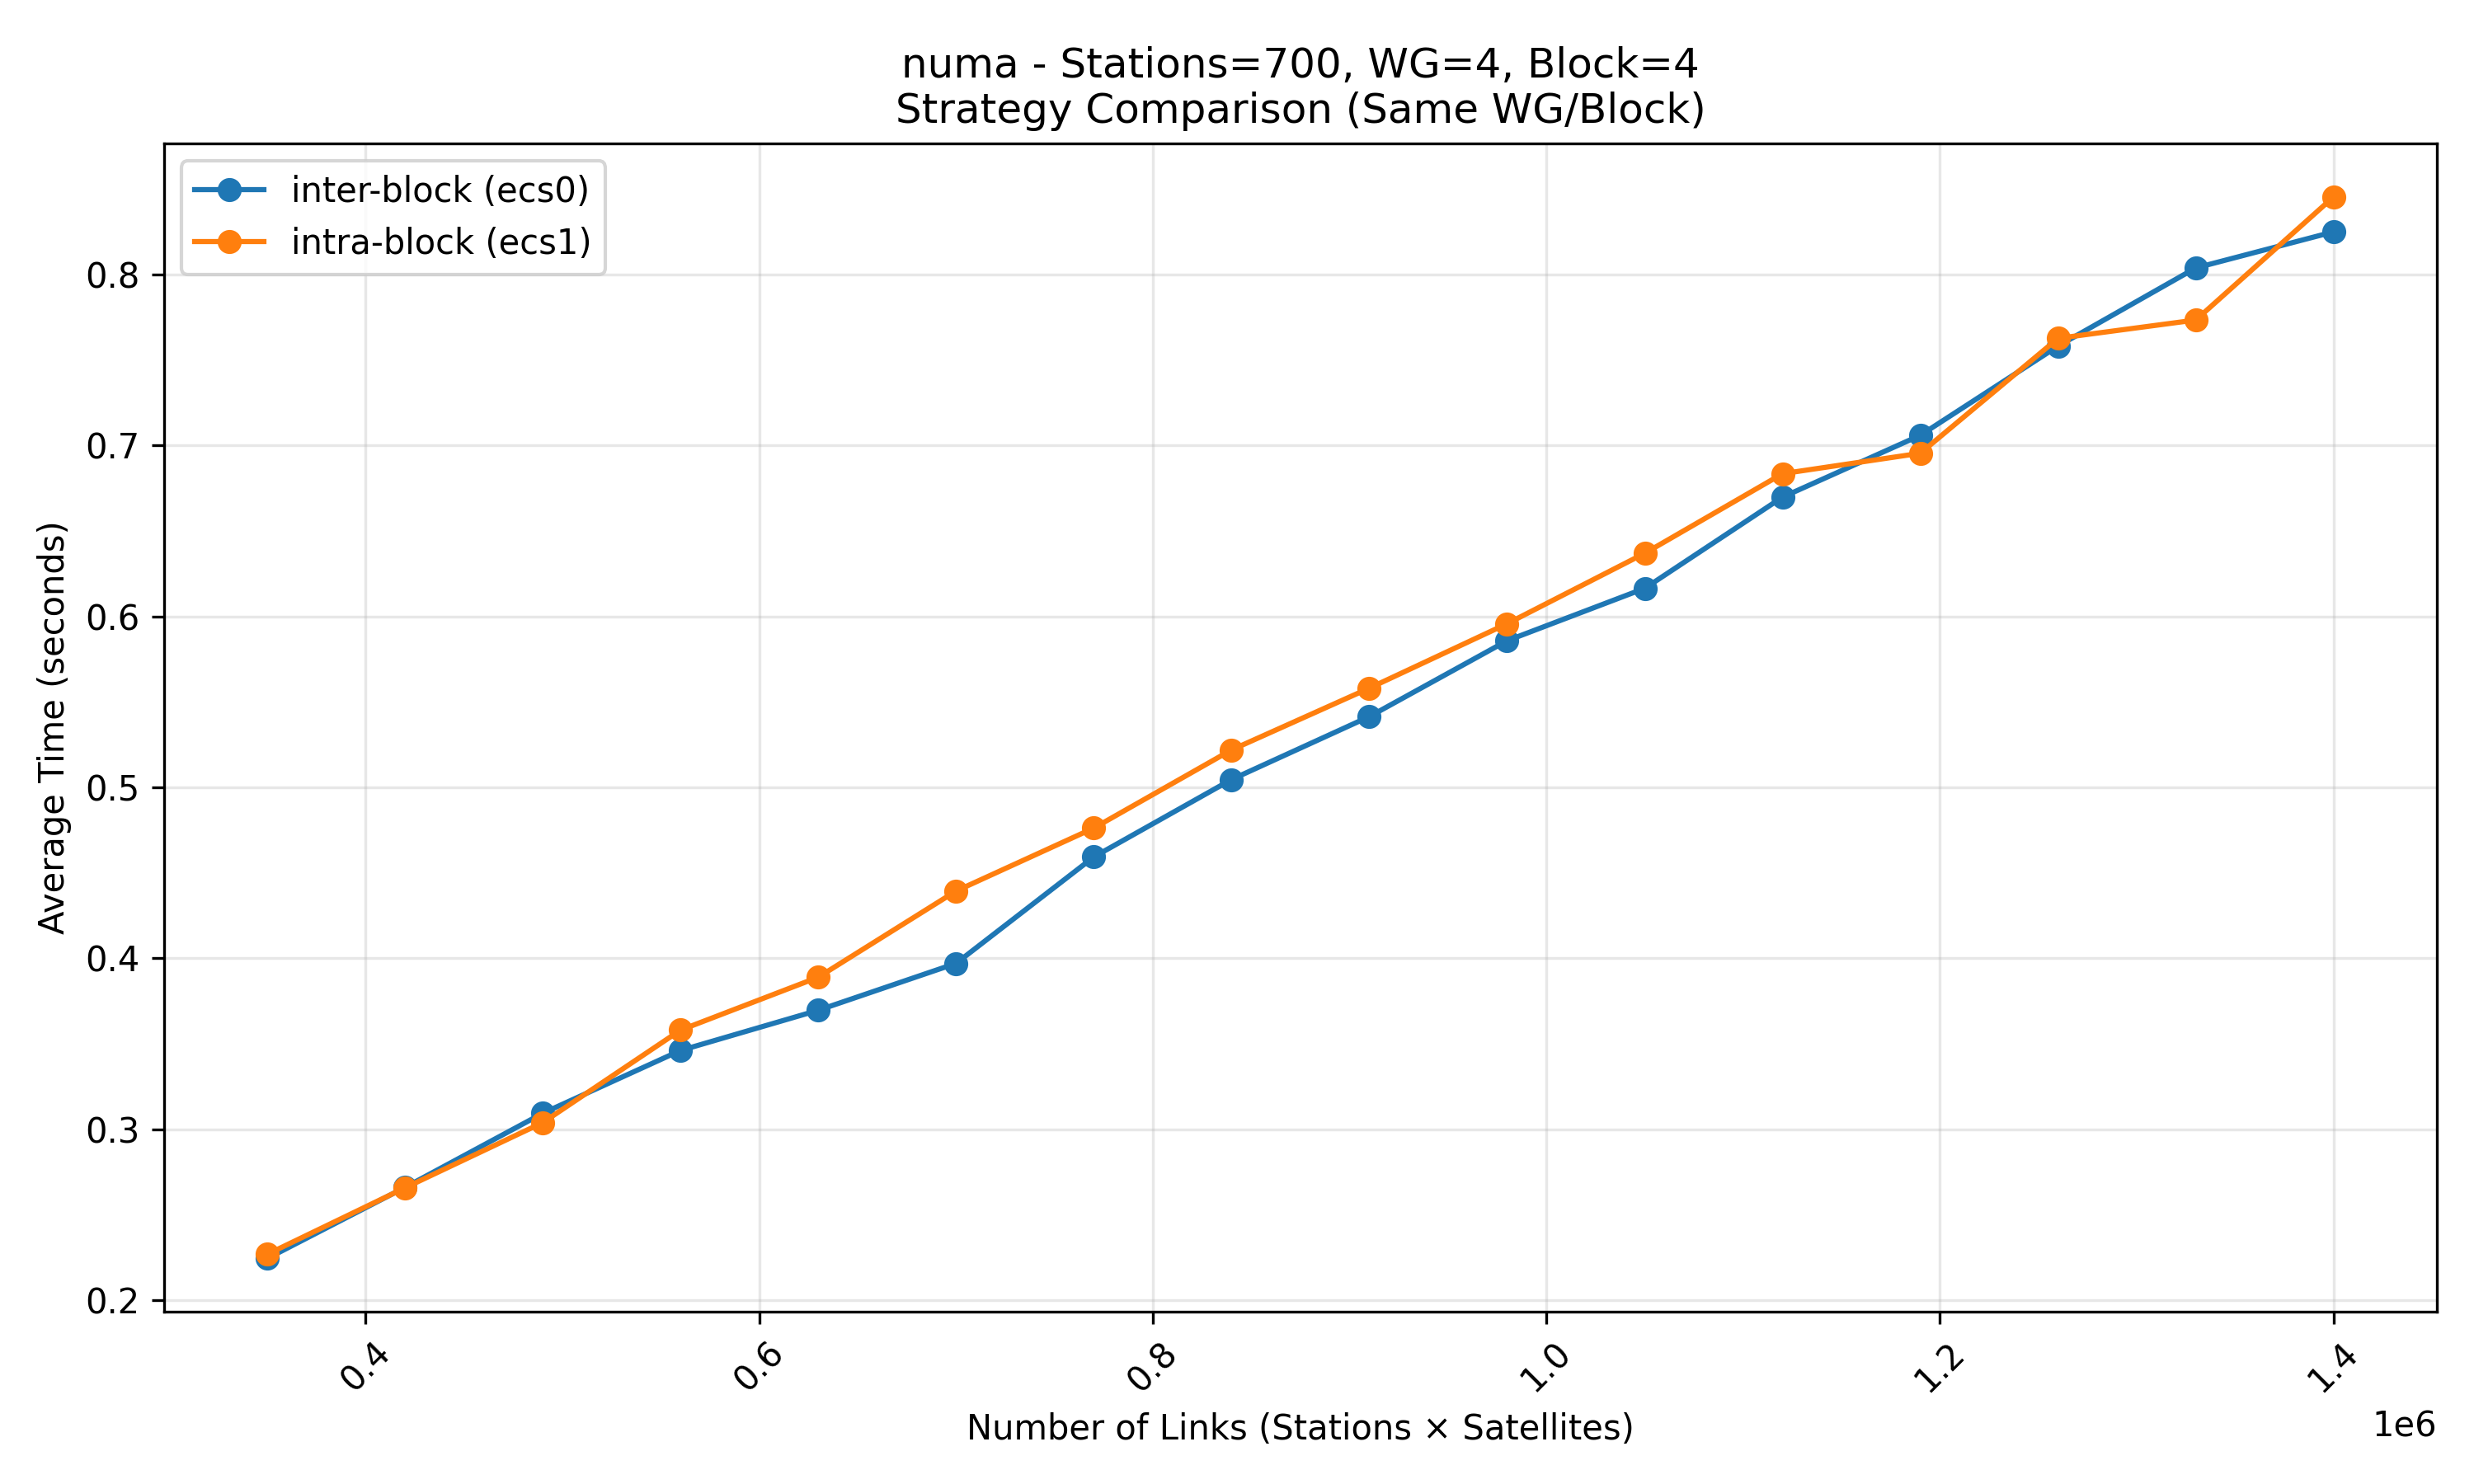 numa - Stations=700, WG=4, Block=4
Strategy Comparison (Same WG/Block)
inter-block (ecs0)
intra-block (ecs1)
Average Time (seconds)
0.8
0.7
0.6
0.5
0.4
0.3
0.2
0.4
0.6
0.8
1.0
1.2
1.4
Number of Links (Stations × Satellites)
1e6